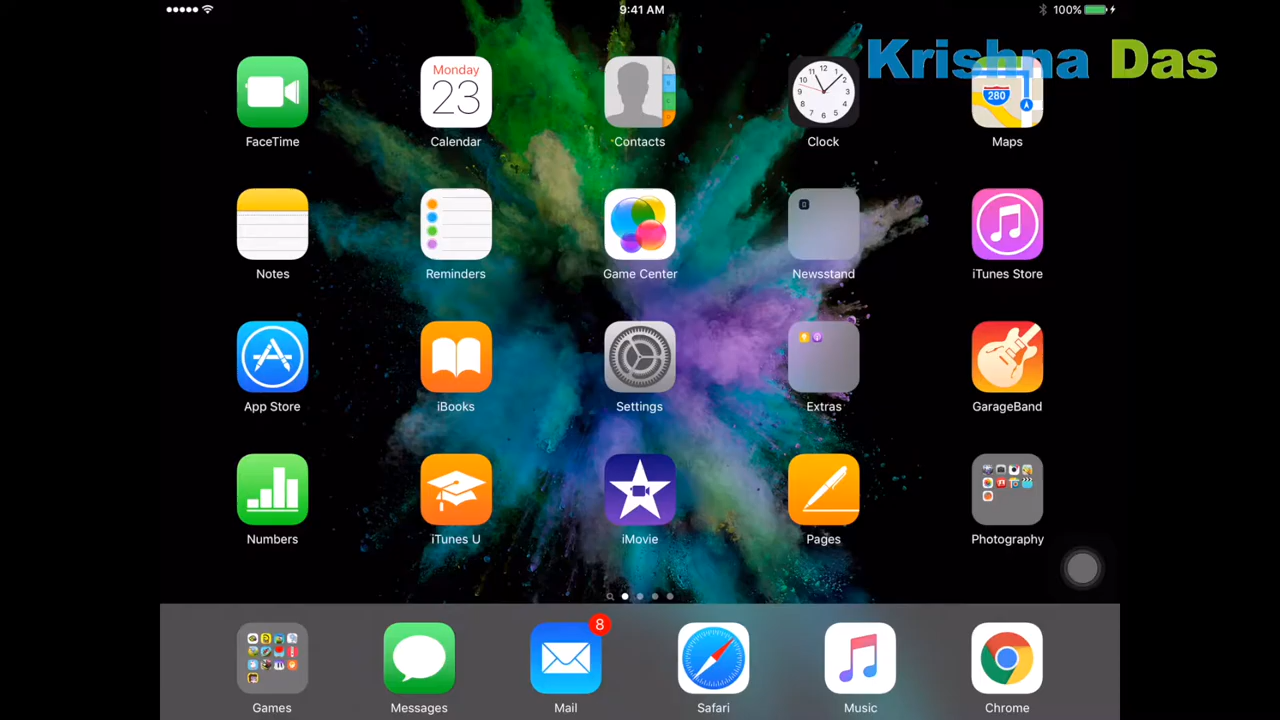 9:41 AM
100%
Krishna Das
Monday
23
280
FaceTime
Calendar
Contacts
Clock
Maps
Notes
Reminders
Game Center
Newsstand
iTunes Store
App Store
iBooks
Settings
Extras
GarageBand
Numbers
iTunes U
iMovie
Pages
Photography
8
Games
Messages
Mail
Safari
Music
Chrome